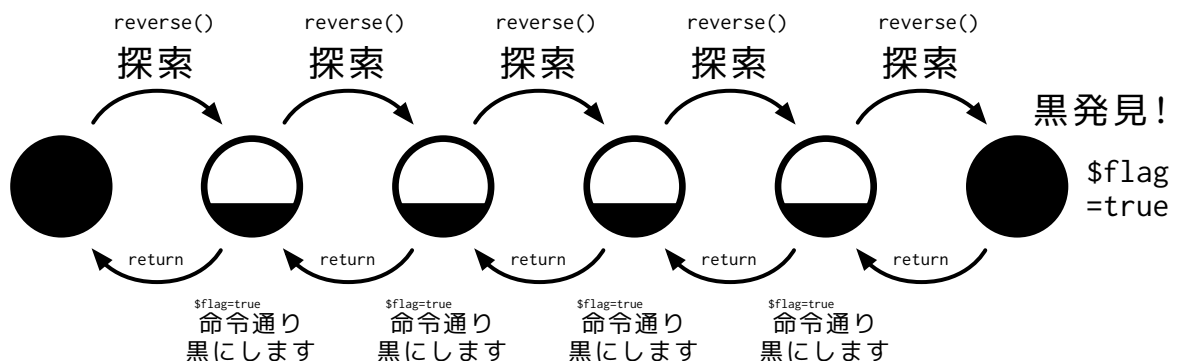 reverse() reverse() reverse() reverse() reverse()
探索 探索 探索 探索 探索
黒発見!
$flag
=true
return return return return return
$flag=true $flag=true $flag=true $flag=true
命令通り 命令通り 命令通り 命令通り
黒にします 黒にします 黒にします 黒にします